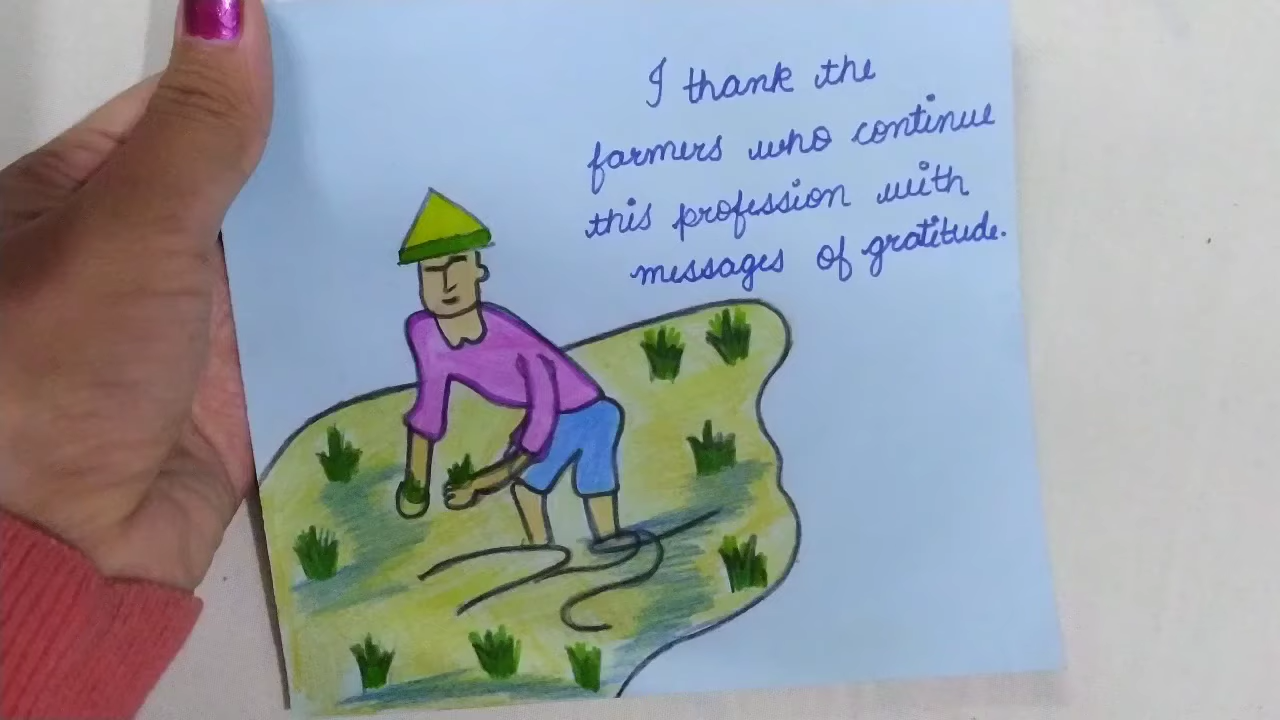 I thank the
farmers who continue
this profession with
messages of gratitude.